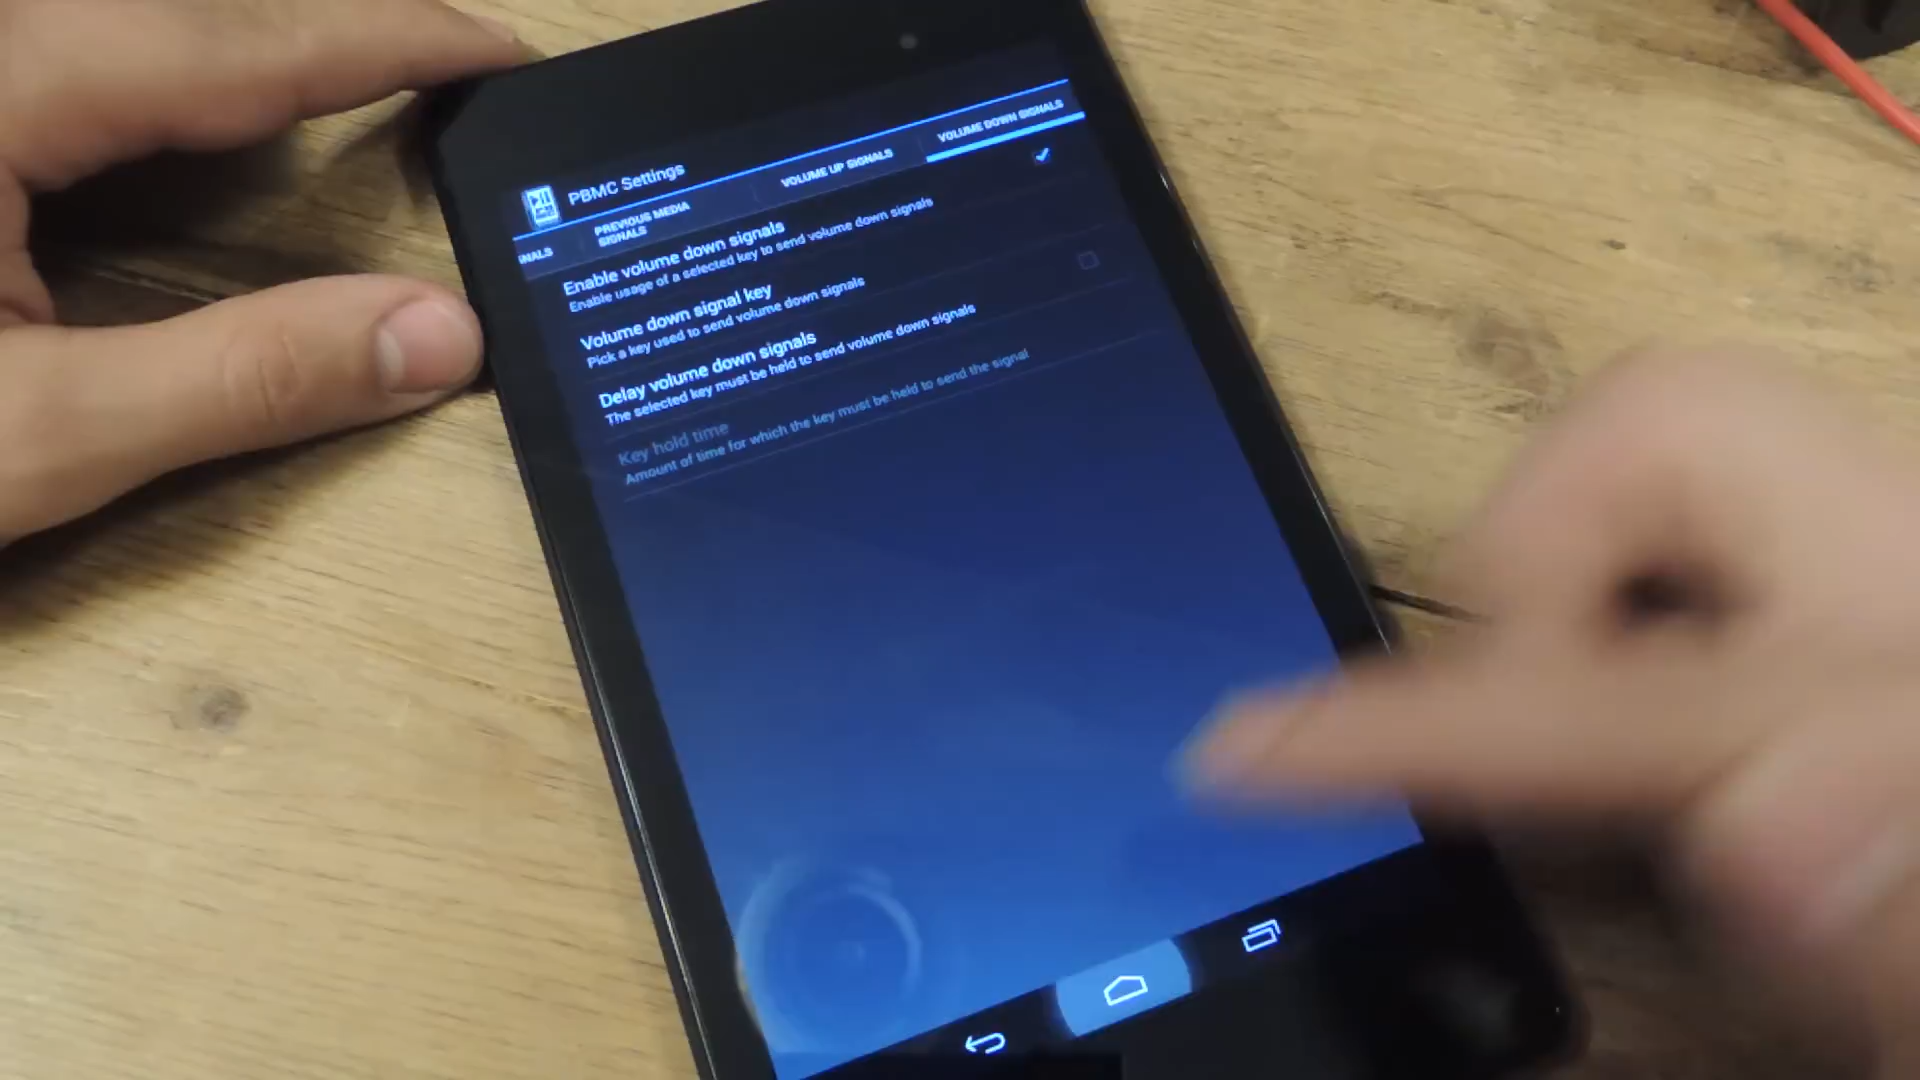 PBMC Settings
NALS
PREVIOUS MEDIA
SIGNALS
VOLUME UP SIGNALS
VOLUME DOWN SIGNALS
Enable volume down signals
Enable usage of a selected key to send volume down signals
Volume down signal key
Pick a key used to send volume down signals
Delay volume down signals
The selected key must be held to send volume down signals
Key hold time
Amount of time for which the key must be held to send the signal